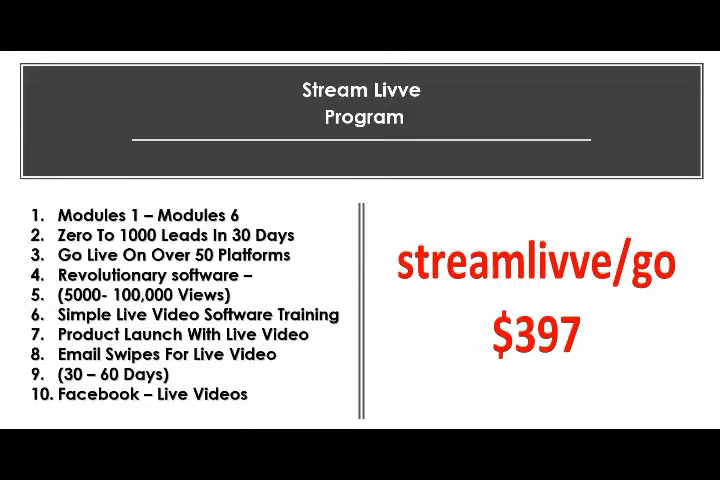 Stream Livve
Program
1. Modules 1 – Modules 6
2. Zero To 1000 Leads In 30 Days
3. Go Live On Over 50 Platforms
4. Revolutionary software –
5. (5000- 100,000 Views)
6. Simple Live Video Software Training
7. Product Launch With Live Video
8. Email Swipes For Live Video
9. (30 – 60 Days)
10. Facebook – Live Videos
streamlivve/go
$397